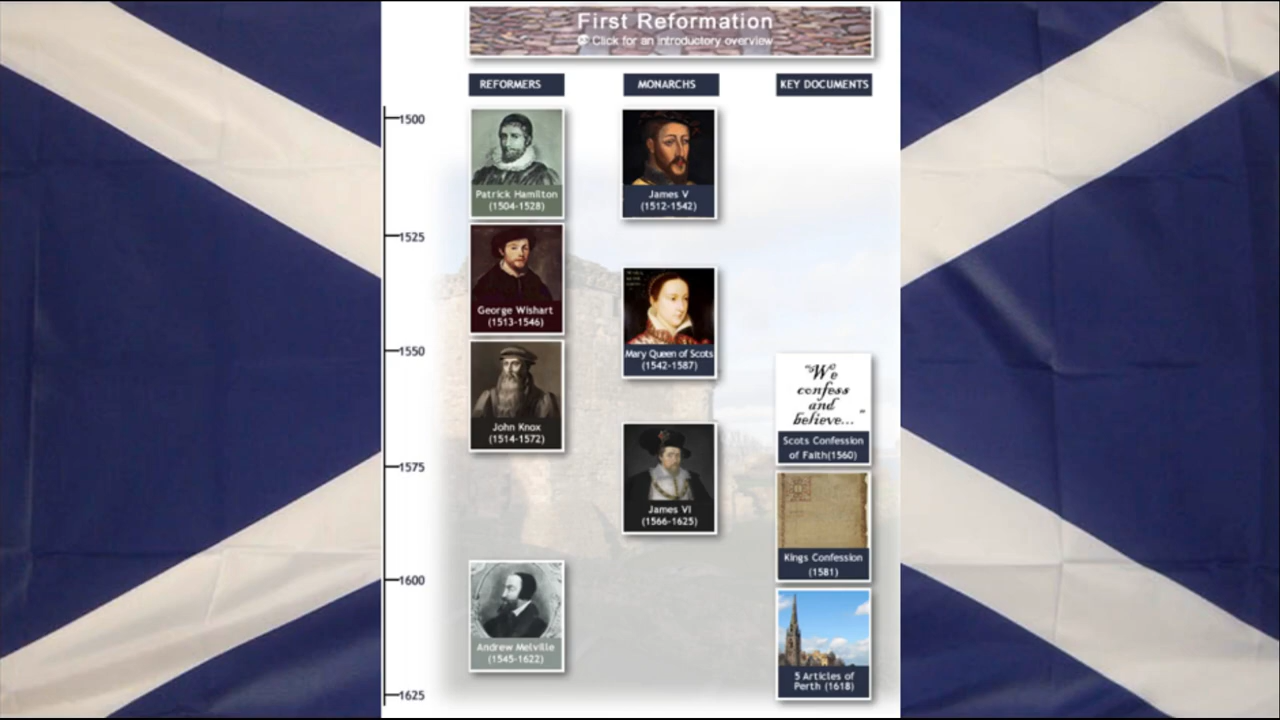 First Reformation
Click for an introductory overview
REFORMERS
MONARCHS
KEY DOCUMENTS
1500
1525
1550
1575
1600
1625
Patrick Hamilton
(1504-1528)
George Wishart
(1513-1546)
John Knox
(1514-1572)
Andrew Melville
(1545-1622)
James V
(1512-1542)
Mary Queen of Scots
(1542-1587)
James VI
(1566-1625)
"We
confess
and
believe... "
Scots Confession
of Faith(1560)
Kings Confession
(1581)
5 Articles of
Perth (1618)